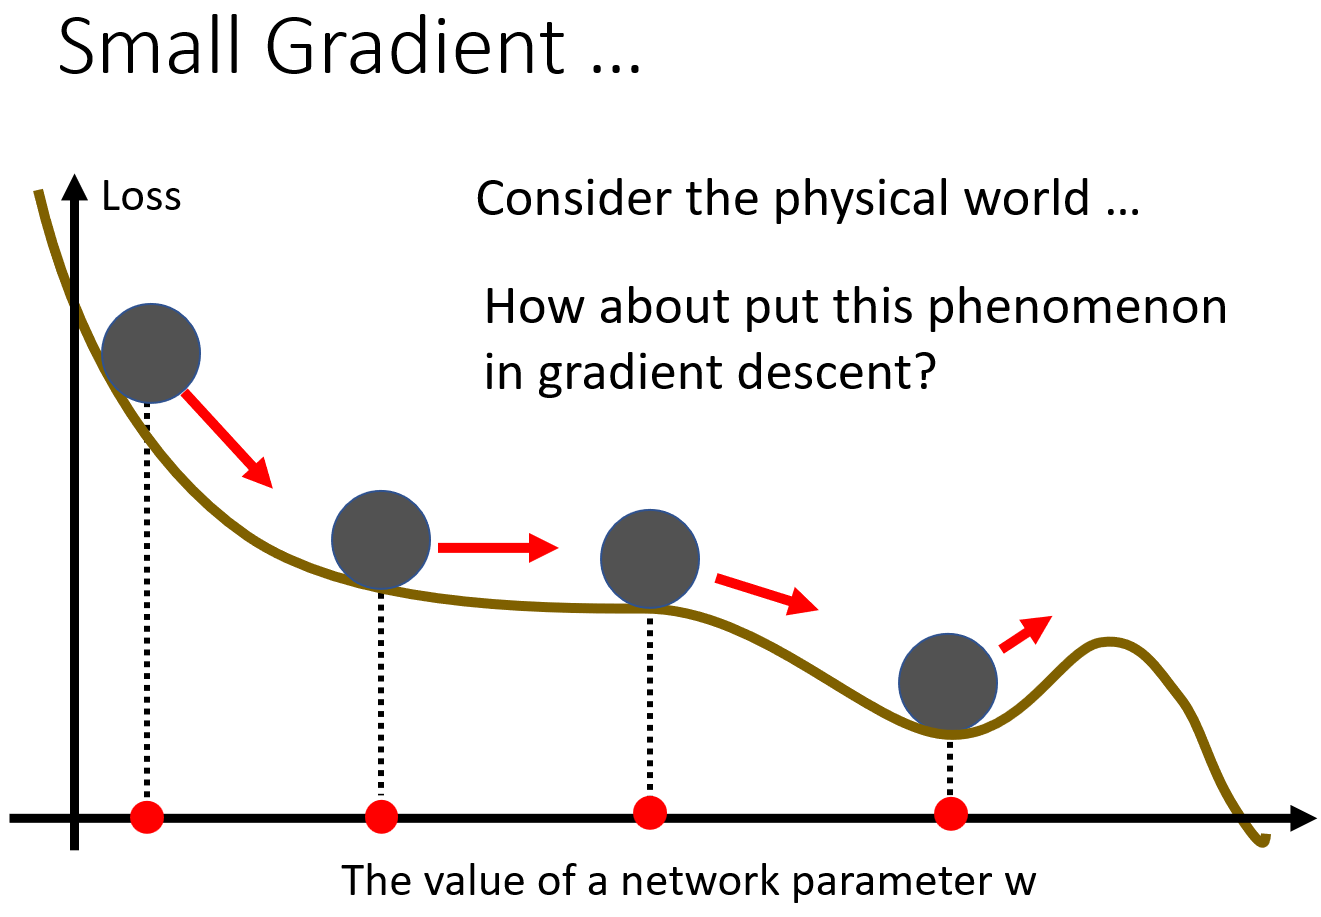 Small Gradient ...
Loss
Consider the physical world ...
How about put this phenomenon
in gradient descent?
The value of a network parameter w